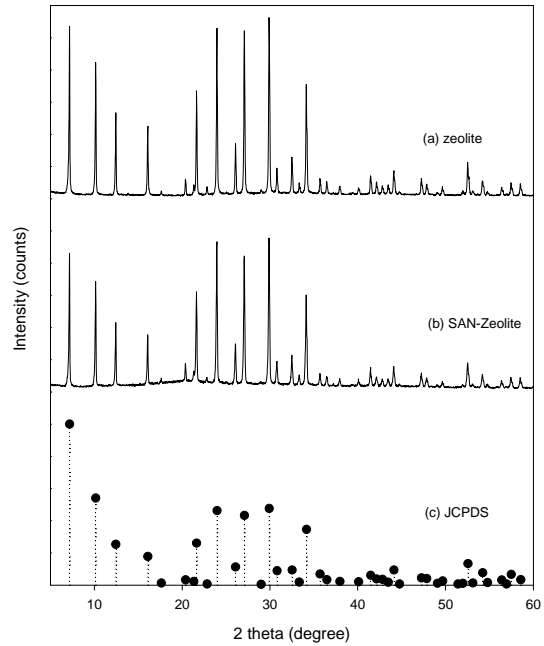 (a) zeolite
(b) SAN-Zeolite
(c) JCPDS
Intensity (counts)
10 20 30 40 50 60
2 theta (degree)